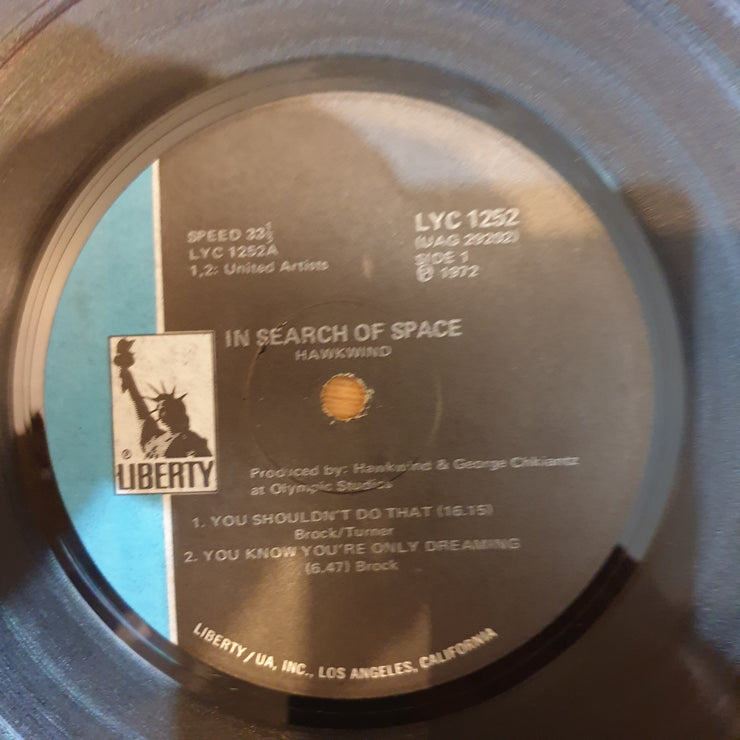 SPEED 33⅓
LYC 1252A
1,2: United Artists
LYC 1252
(UAG 29202)
SIDE 1
Ⓟ 1972
IN SEARCH OF SPACE
HAWKWIND
®
LIBERTY
Produced by: Hawkwind & George Chkiantz
at Olympic Studios
1. YOU SHOULDN'T DO THAT (16.15)
Brock/Turner
2. YOU KNOW YOU'RE ONLY DREAMING
(6.47) Brock
LIBERTY/UA, INC., LOS ANGELES, CALIFORNIA